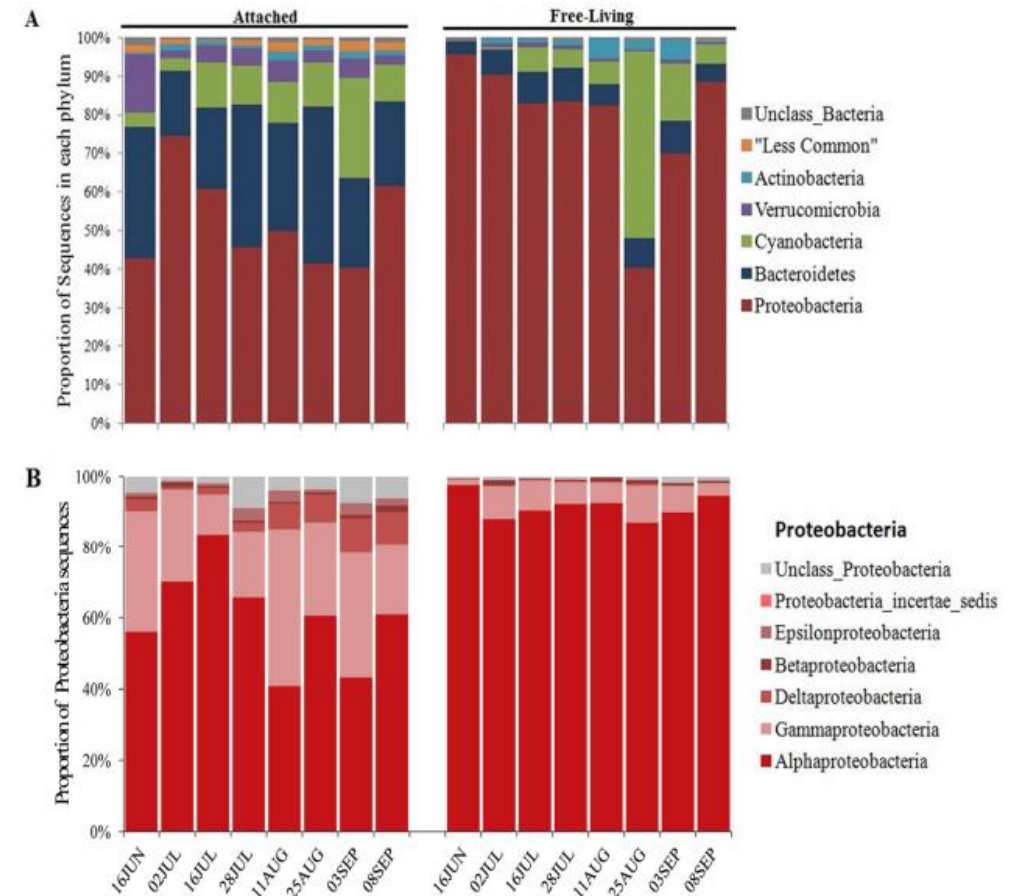 A
Attached
Free-Living
Proportion of Sequences in each phylum
100%
90%
80%
70%
60%
50%
40%
30%
20%
10%
0%
Unclass_Bacteria
"Less Common"
Actinobacteria
Verrucomicrobia
Cyanobacteria
Bacteroidetes
Proteobacteria
B
Proportion of Proteobacteria sequences
100%
80%
60%
40%
20%
0%
Proteobacteria
Unclass_Proteobacteria
Proteobacteria_incertae_sedis
Epsilonproteobacteria
Betaproteobacteria
Deltaproteobacteria
Gammaproteobacteria
Alphaproteobacteria
16JUN 02JUL 16JUL 28JUL 11AUG 25AUG 03SEP 08SEP
16JUN 02JUL 16JUL 28JUL 11AUG 25AUG 03SEP 08SEP